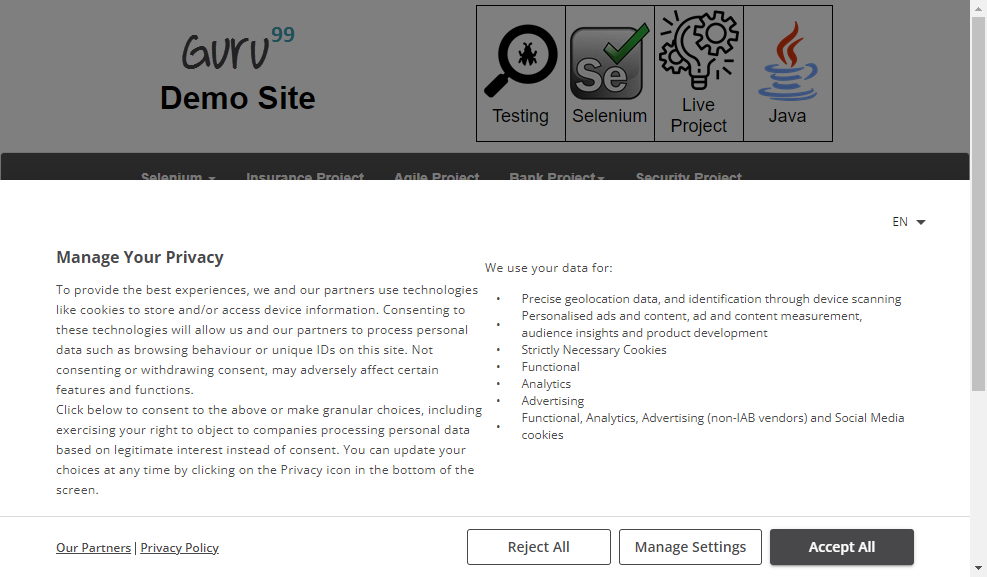 Guru99
Demo Site
Testing
Selenium
Live
Project
Java
Selenium
Insurance Project
Agile Project
Bank Project
Security Project
EN
Manage Your Privacy
To provide the best experiences, we and our partners use technologies
like cookies to store and/or access device information. Consenting to
these technologies will allow us and our partners to process personal
data such as browsing behaviour or unique IDs on this site. Not
consenting or withdrawing consent, may adversely affect certain
features and functions.
Click below to consent to the above or make granular choices, including
exercising your right to object to companies processing personal data
based on legitimate interest instead of consent. You can update your
choices at any time by clicking on the Privacy icon in the bottom of the
screen.
We use your data for:
• Precise geolocation data, and identification through device scanning
• Personalised ads and content, ad and content measurement,
audience insights and product development
• Strictly Necessary Cookies
• Functional
• Analytics
• Advertising
• Functional, Analytics, Advertising (non-IAB vendors) and Social Media
cookies
Our Partners | Privacy Policy
Reject All
Manage Settings
Accept All